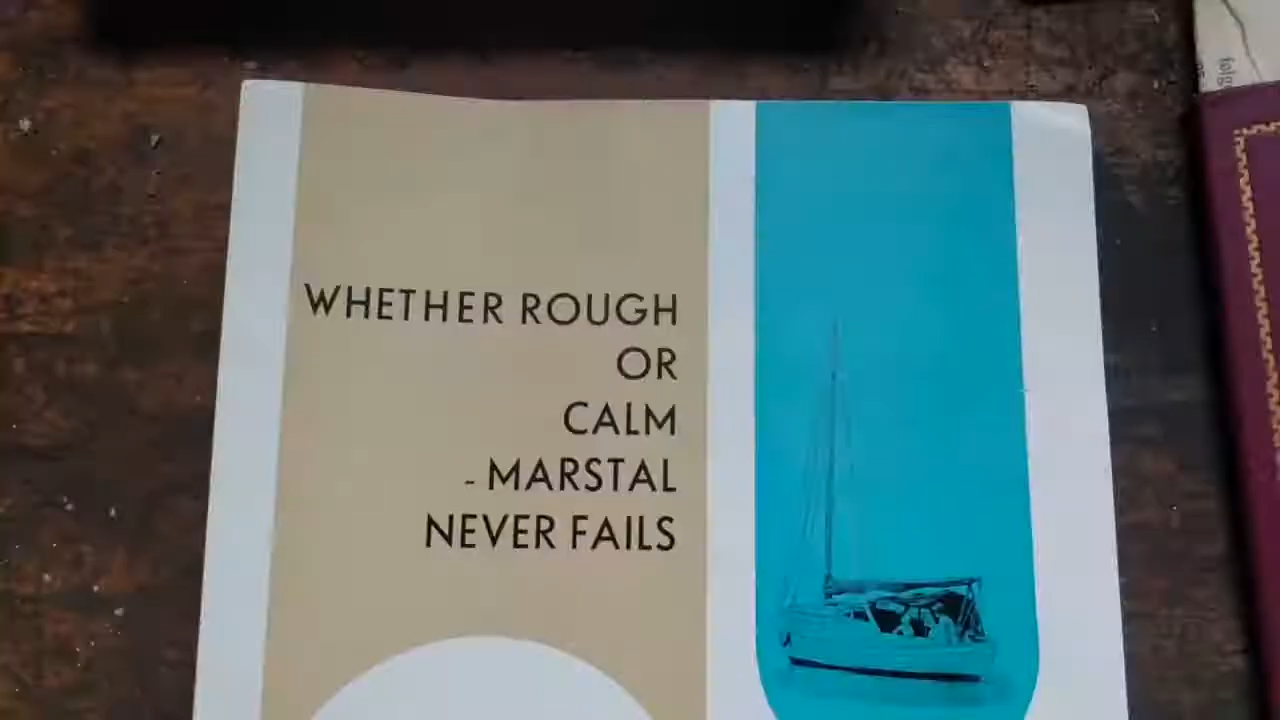 WHETHER ROUGH
OR
CALM
- MARSTAL
NEVER FAILS